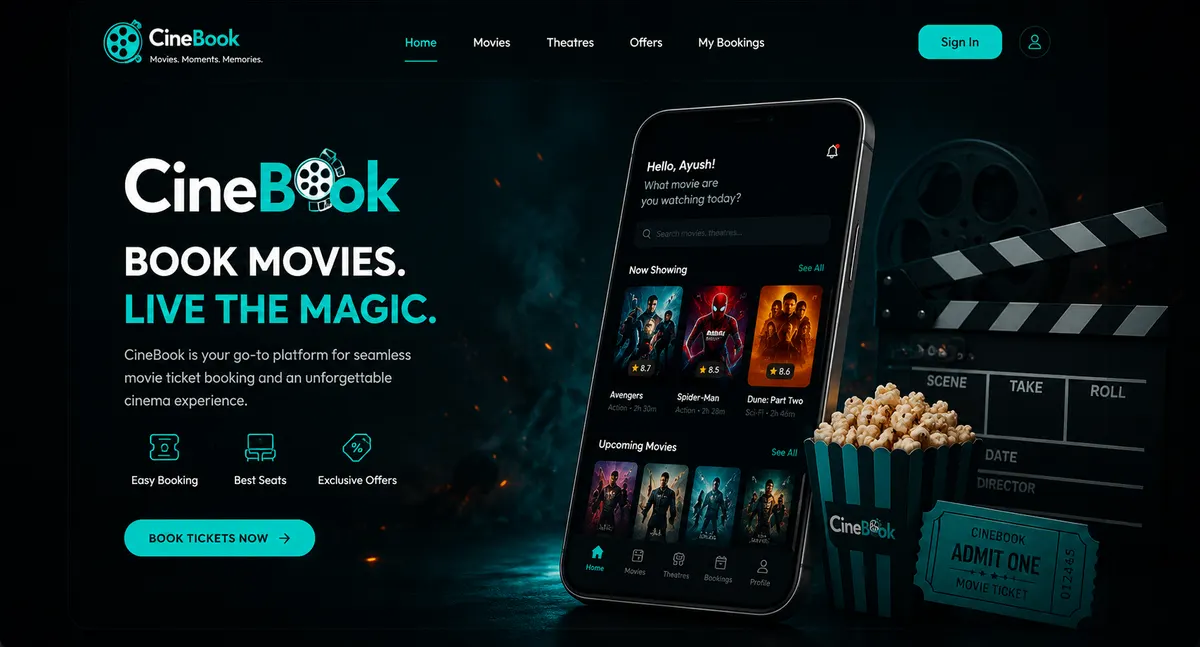 CineBook
Movies. Moments. Memories.
Home
Movies
Theatres
Offers
My Bookings
Sign In
CineBook
BOOK MOVIES.
LIVE THE MAGIC.
CineBook is your go-to platform for seamless
movie ticket booking and an unforgettable
cinema experience.
Easy Booking
Best Seats
Exclusive Offers
BOOK TICKETS NOW
Hello, Ayush!
What movie are
you watching today?
Search movies, theatres...
Now Showing
See All
8.7
8.5
8.6
Avengers
Action • 2h 30m
Spider-Man
Action • 2h 28m
Dune: Part Two
Sci-Fi • 2h 46m
Upcoming Movies
See All
Home
Movies
Theatres
Bookings
Profile
SCENE
TAKE
ROLL
DATE
DIRECTOR
CineBook
CINEBOOK
ADMIT ONE
MOVIE TICKET